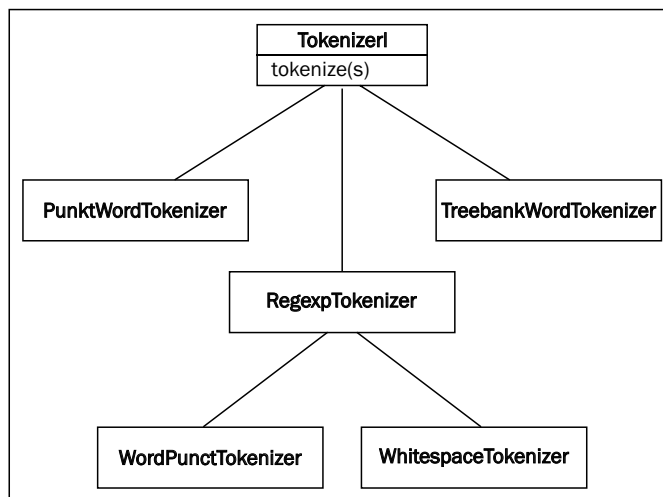 TokenizerI
tokenize(s)
PunktWordTokenizer
TreebankWordTokenizer
RegexpTokenizer
WordPunctTokenizer
WhitespaceTokenizer